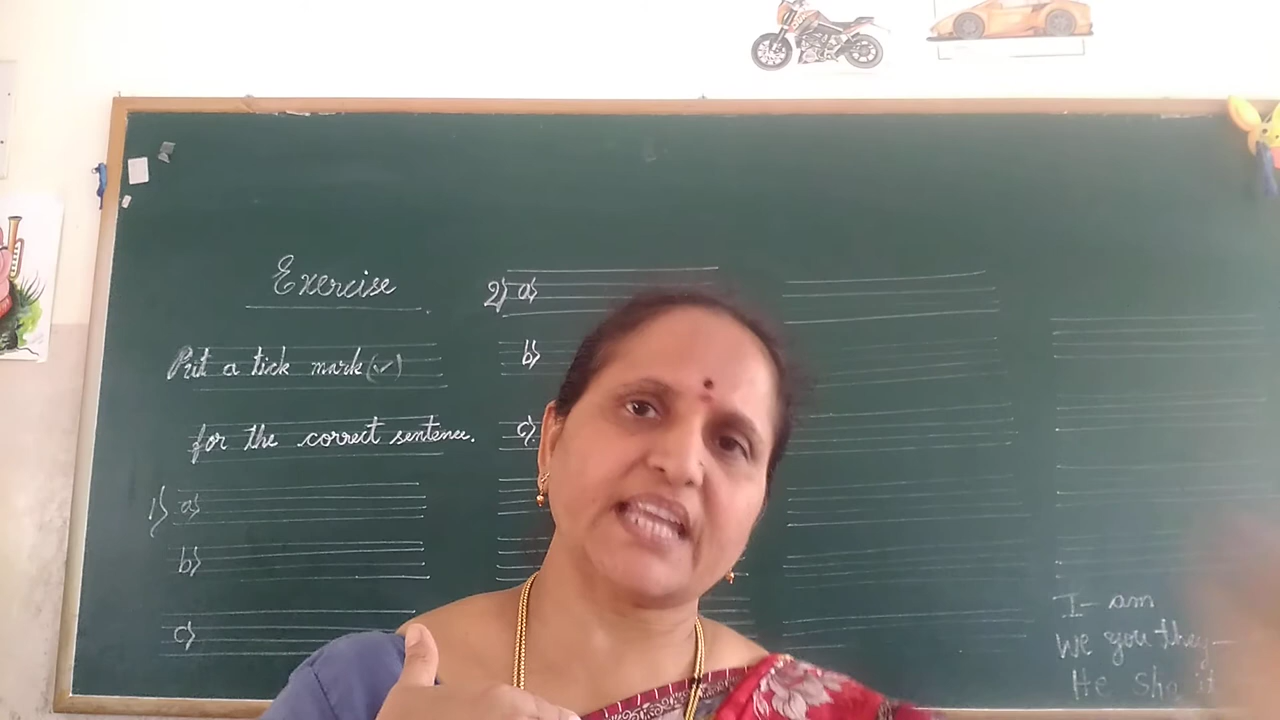 Exercise
Put a tick mark (✓)
for the correct sentence.
1) a)
b)
c)
2) a)
b)
c)
I - am
We you they -
He She it